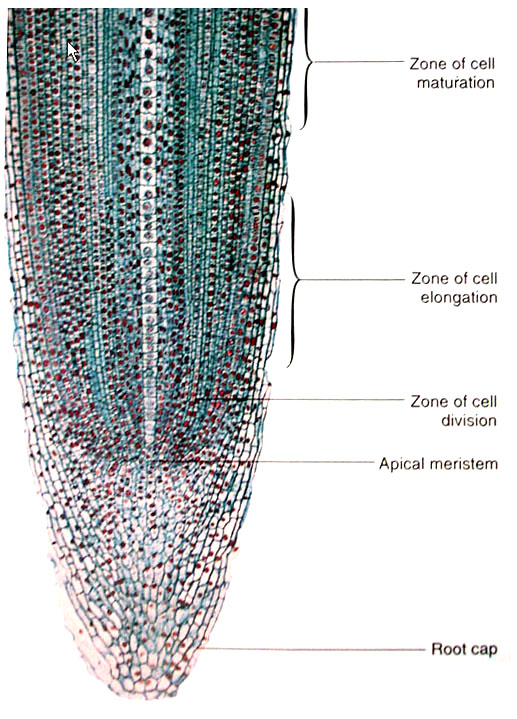 Zone of cell
maturation
Zone of cell
elongation
Zone of cell
division
Apical meristem
Root cap